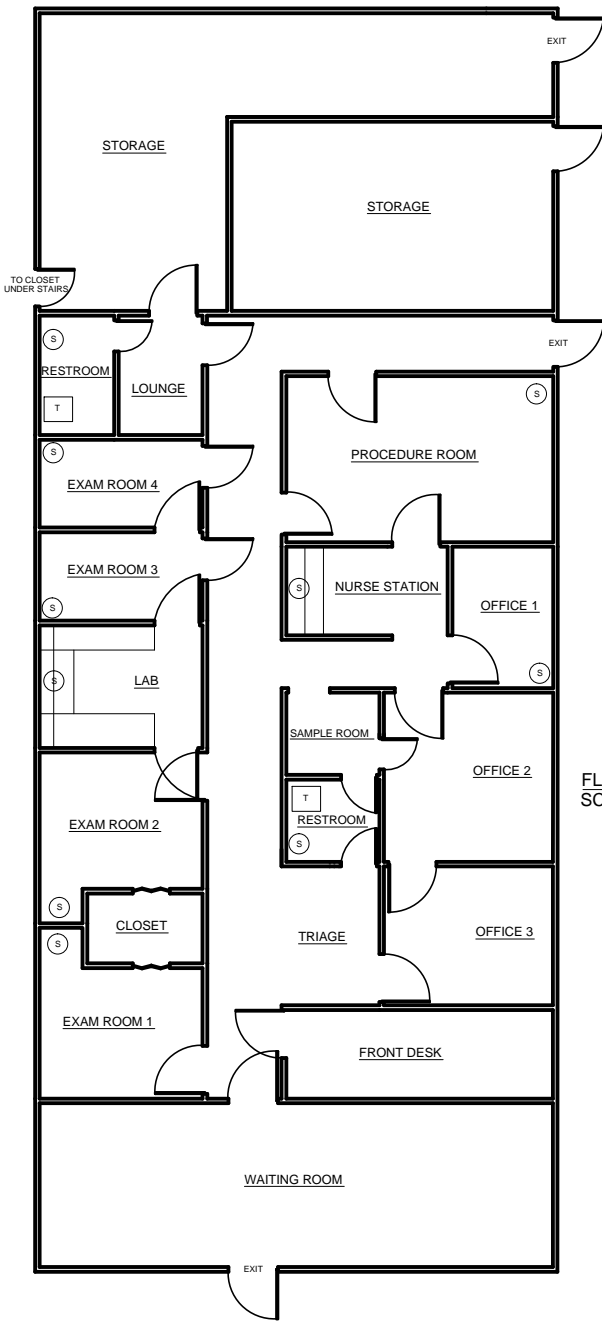 EXIT
STORAGE
STORAGE
TO CLOSET
UNDER STAIRS
EXIT
S
RESTROOM
T
LOUNGE
S
PROCEDURE ROOM
S
EXAM ROOM 4
EXAM ROOM 3
S
S
NURSE STATION
OFFICE 1
S
S
LAB
SAMPLE ROOM
OFFICE 2
FL
SC
T
RESTROOM
S
EXAM ROOM 2
S
CLOSET
S
TRIAGE
OFFICE 3
EXAM ROOM 1
FRONT DESK
WAITING ROOM
EXIT